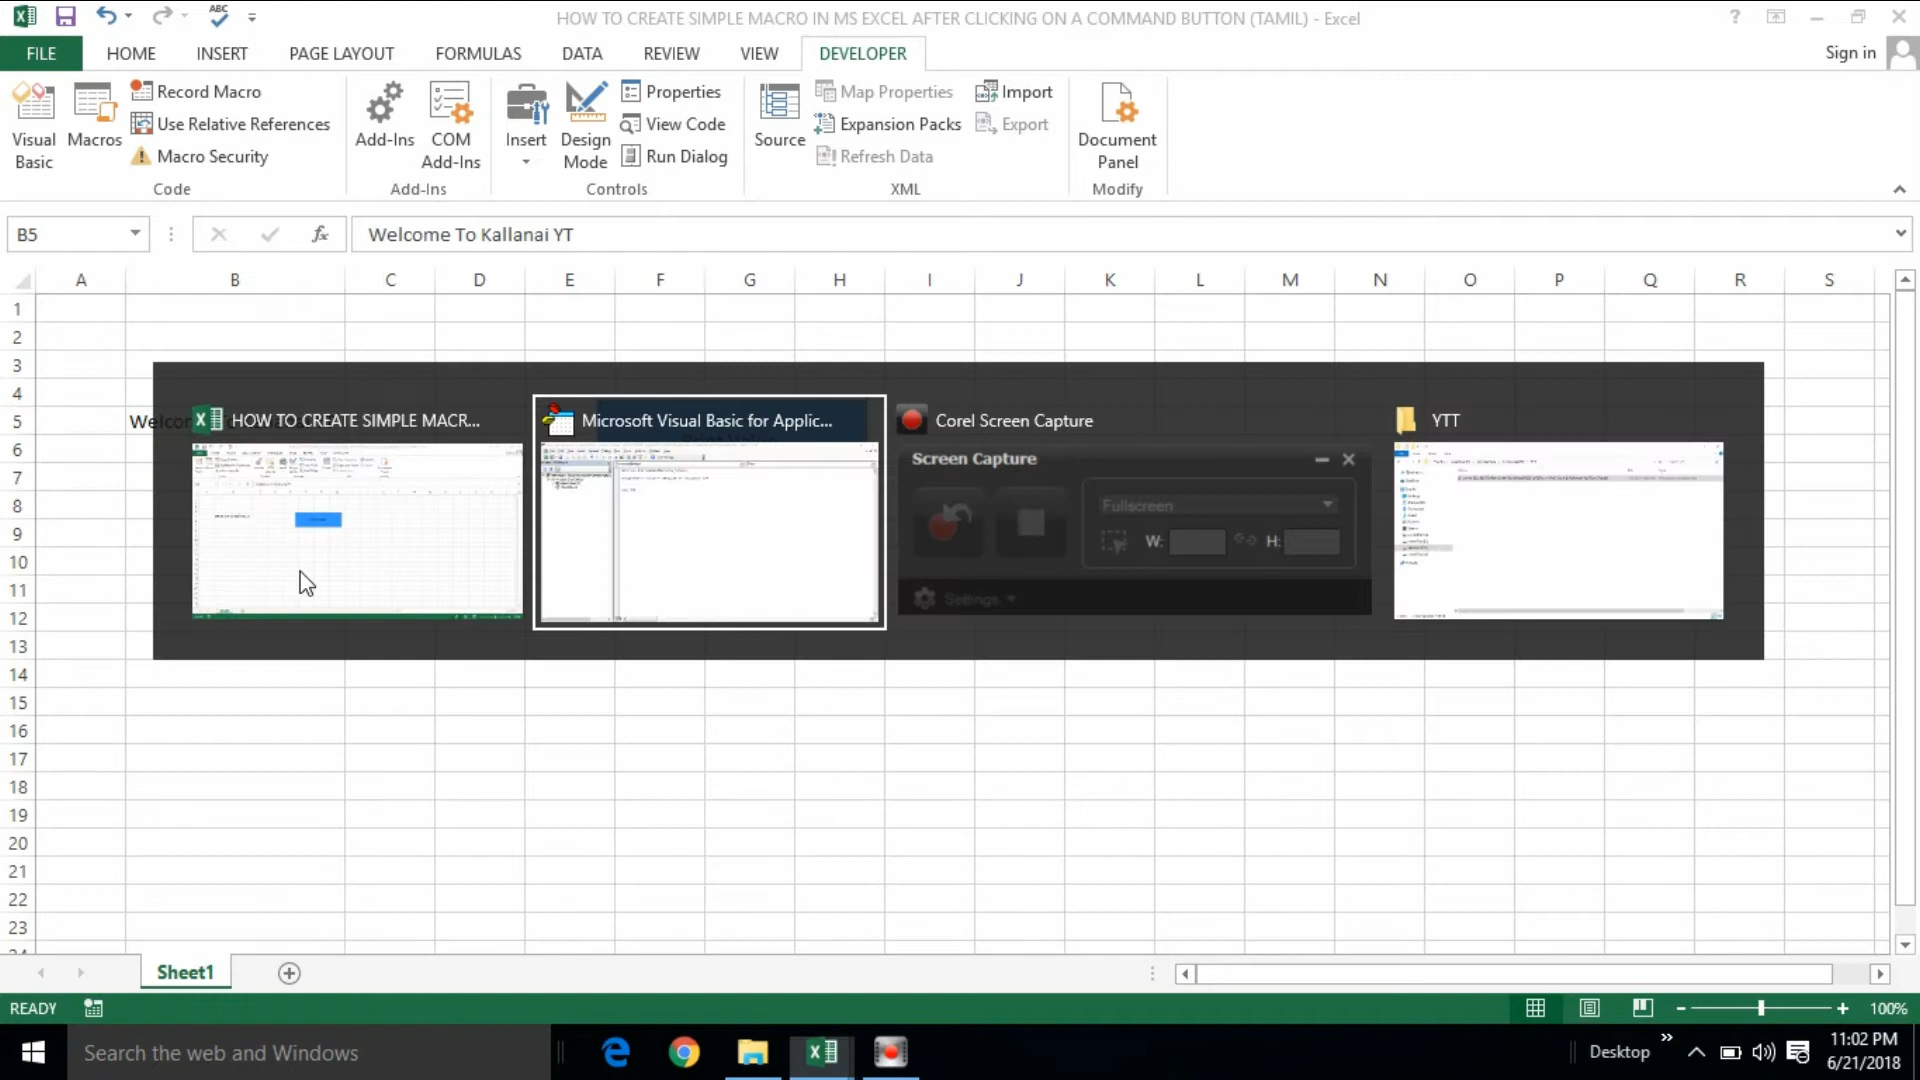 HOW TO CREATE SIMPLE MACRO IN MS EXCEL AFTER CLICKING ON A COMMAND BUTTON (TAMIL) - Excel
FILE HOME INSERT PAGE LAYOUT FORMULAS DATA REVIEW VIEW DEVELOPER Sign in
Visual Basic
Macros
Record Macro
Use Relative References
Macro Security
Code
Add-Ins
COM Add-Ins
Add-Ins
Insert
Design Mode
Properties
View Code
Run Dialog
Controls
Source
Map Properties
Expansion Packs
Refresh Data
Import
Export
XML
Document Panel
Modify
B5 fx Welcome To Kallanai YT
A B C D E F G H I J K L M N O P Q R S
1
2
3
4
5
6
7
8
9
10
11
12
13
14
15
16
17
18
19
20
21
22
23
HOW TO CREATE SIMPLE MACR...
Microsoft Visual Basic for Applic...
Corel Screen Capture
YTT
Screen Capture
Fullscreen
W: H:
Settings
Sheet1
READY 100%
Search the web and Windows
Desktop
11:02 PM
6/21/2018